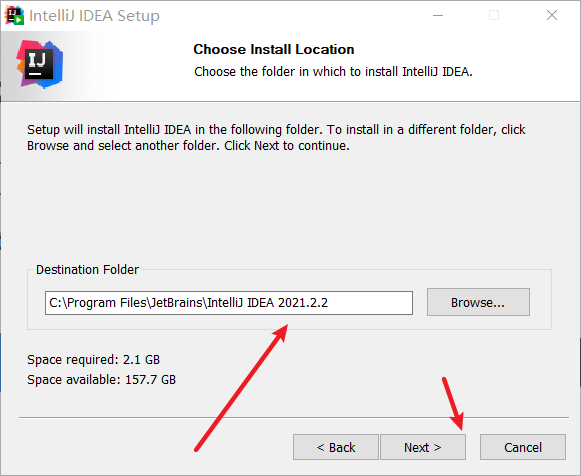 IntelliJ IDEA Setup
IJ
Choose Install Location
Choose the folder in which to install IntelliJ IDEA.
Setup will install IntelliJ IDEA in the following folder. To install in a different folder, click
Browse and select another folder. Click Next to continue.
Destination Folder
C:\Program Files\JetBrains\IntelliJ IDEA 2021.2.2
Browse...
Space required: 2.1 GB
Space available: 157.7 GB
< Back
Next >
Cancel